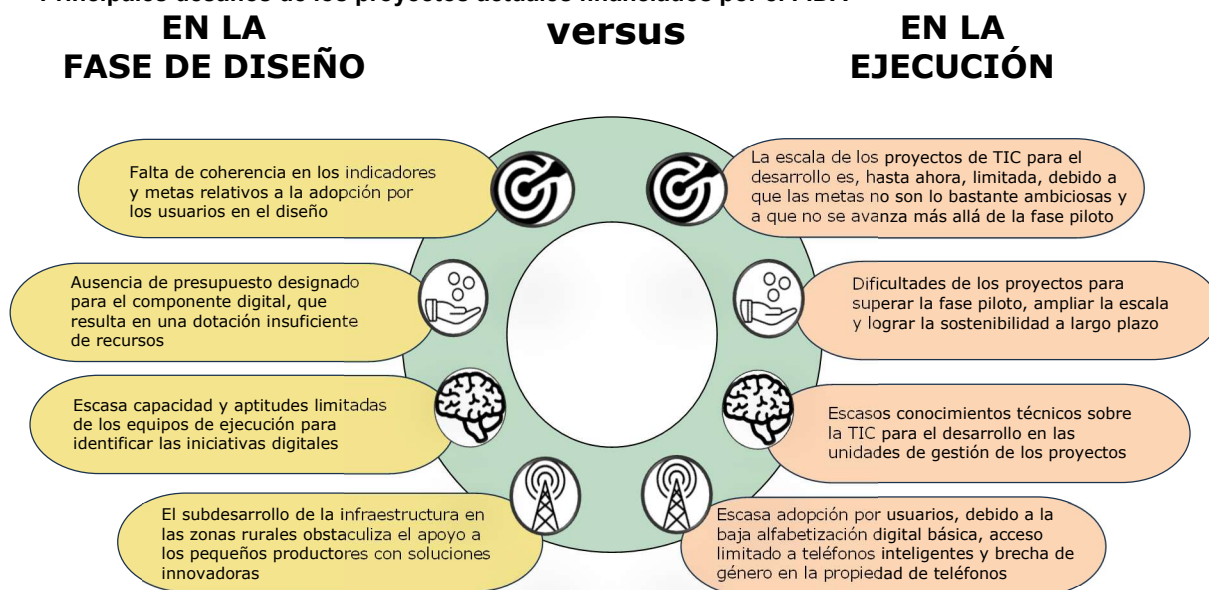 EN LA
FASE DE DISEÑO
versus
EN LA
EJECUCIÓN
Falta de coherencia en los indicadores
y metas relativos a la adopción por
los usuarios en el diseño
Ausencia de presupuesto designado
para el componente digital, que
resulta en una dotación insuficiente
de recursos
Escasa capacidad y aptitudes limitadas
de los equipos de ejecución para
identificar las iniciativas digitales
El subdesarrollo de la infraestructura en
las zonas rurales obstaculiza el apoyo a
los pequeños productores con soluciones
innovadoras
La escala de los proyectos de TIC para el
desarrollo es, hasta ahora, limitada, debido a
que las metas no son lo bastante ambiciosas y
a que no se avanza más allá de la fase piloto
Dificultades de los proyectos para
superar la fase piloto, ampliar la escala
y lograr la sostenibilidad a largo plazo
Escasos conocimientos técnicos sobre
la TIC para el desarrollo en las
unidades de gestión de los proyectos
Escasa adopción por usuarios, debido a la
baja alfabetización digital básica, acceso
limitado a teléfonos inteligentes y brecha de
género en la propiedad de teléfonos